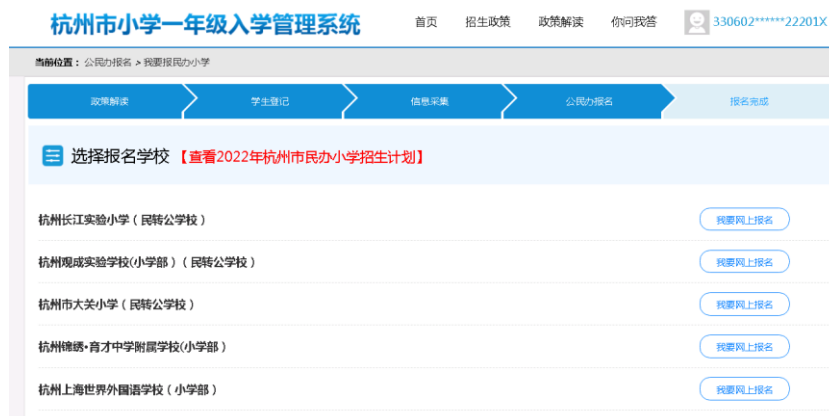 杭州市小学一年级入学管理系统 首页 招生政策 政策解读 你问我答 330602******22201X
当前位置：公民办报名 > 我要报民办小学
政策解读 学生登记 信息采集 公民办报名 报名完成
选择报名学校【查看2022年杭州市民办小学招生计划】
杭州长江实验小学（民转公学校） 我要网上报名
杭州观成实验学校(小学部)（民转公学校） 我要网上报名
杭州市大关小学（民转公学校） 我要网上报名
杭州锦绣•育才中学附属学校(小学部) 我要网上报名
杭州上海世界外国语学校（小学部） 我要网上报名